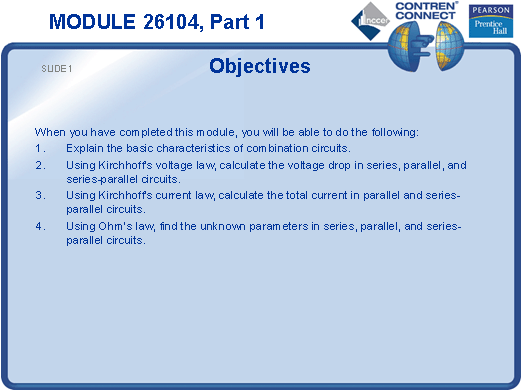 MODULE 26104, Part 1
nccer
CONTREN®
CONNECT
PEARSON
Prentice
Hall
SLIDE 1
Objectives
When you have completed this module, you will be able to do the following:
1. Explain the basic characteristics of combination circuits.
2. Using Kirchhoff's voltage law, calculate the voltage drop in series, parallel, and
series-parallel circuits.
3. Using Kirchhoff's current law, calculate the total current in parallel and series-
parallel circuits.
4. Using Ohm's law, find the unknown parameters in series, parallel, and series-
parallel circuits.